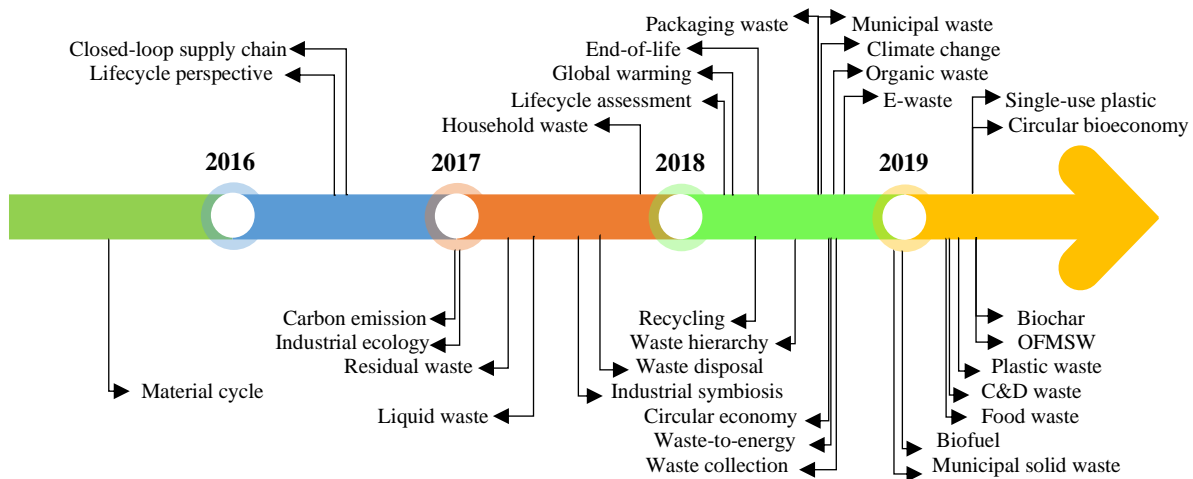 Packaging waste
Municipal waste
Closed-loop supply chain
End-of-life
Climate change
Lifecycle perspective
Global warming
Organic waste
Lifecycle assessment
E-waste
Single-use plastic
Household waste
Circular bioeconomy
2016
2017
2018
2019
Carbon emission
Recycling
Biochar
Industrial ecology
Waste hierarchy
OFMSW
Residual waste
Waste disposal
Plastic waste
Material cycle
Industrial symbiosis
C&D waste
Liquid waste
Circular economy
Food waste
Waste-to-energy
Biofuel
Waste collection
Municipal solid waste